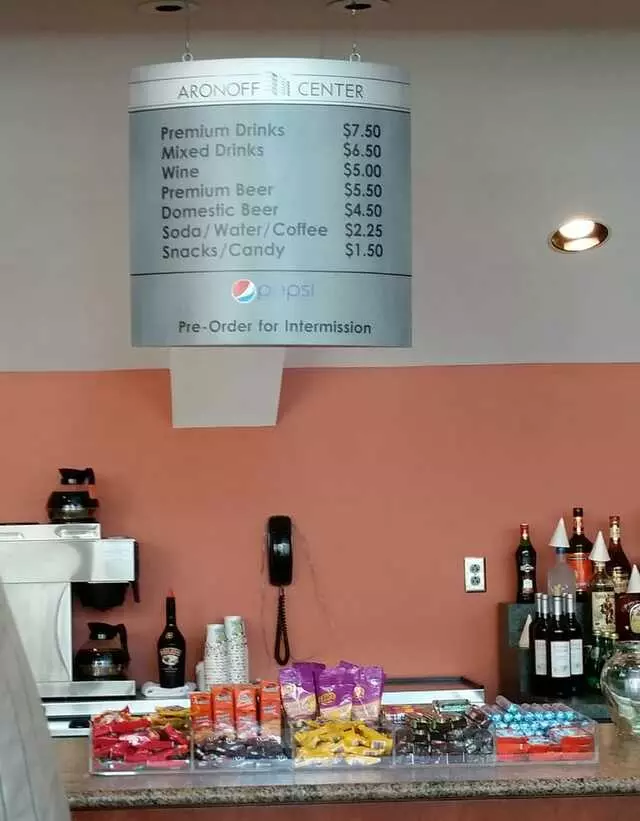 ARONOFF CENTER
Premium Drinks $7.50
Mixed Drinks $6.50
Wine $5.00
Premium Beer $5.50
Domestic Beer $4.50
Soda/Water/Coffee $2.25
Snacks/Candy $1.50
pepsi
Pre-Order for Intermission